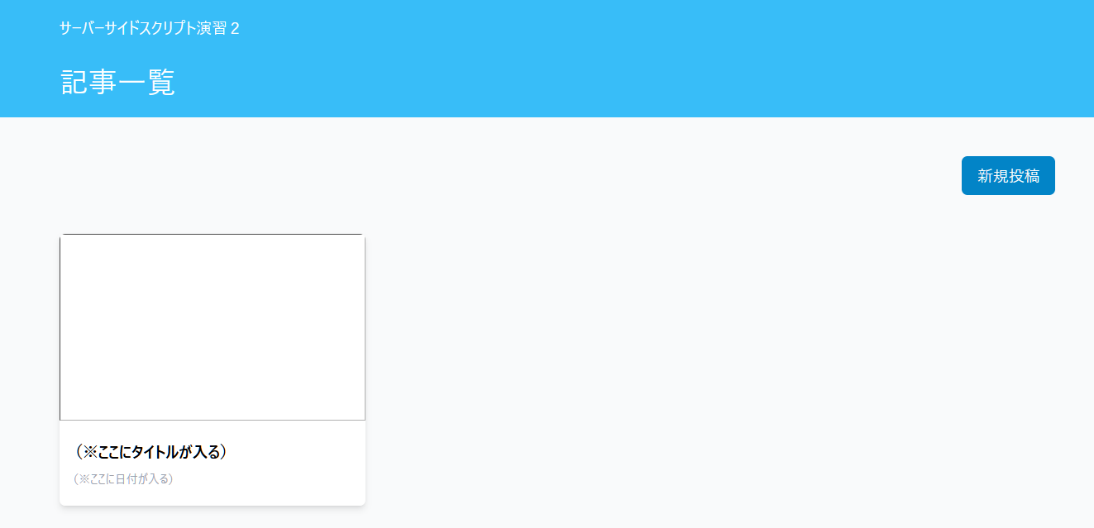 サーバーサイドスクリプト演習２
記事一覧
新規投稿
（※ここにタイトルが入る）
（※ここに日付が入る）